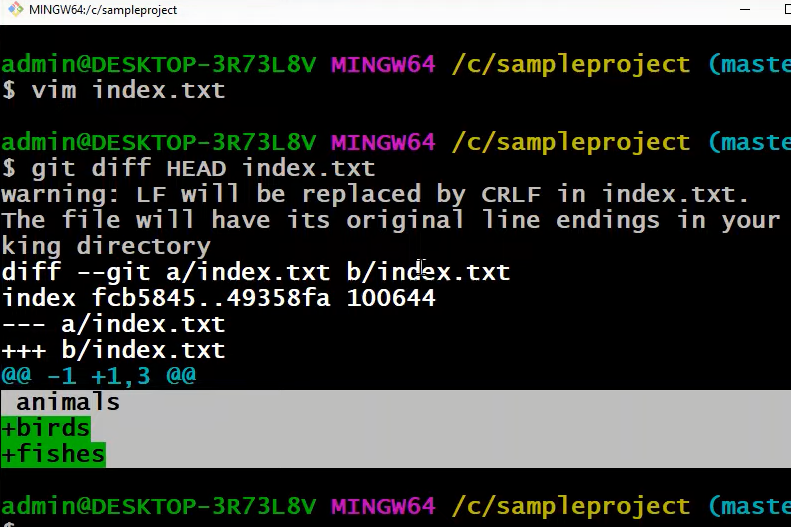 MINGW64:/c/sampleproject
admin@DESKTOP-3R73L8V MINGW64 /c/sampleproject (maste
$ vim index.txt
admin@DESKTOP-3R73L8V MINGW64 /c/sampleproject (maste
$ git diff HEAD index.txt
warning: LF will be replaced by CRLF in index.txt.
The file will have its original line endings in your
king directory
diff --git a/index.txt b/index.txt
index fcb5845..49358fa 100644
--- a/index.txt
+++ b/index.txt
@@ -1 +1,3 @@
 animals
+birds
+fishes
admin@DESKTOP-3R73L8V MINGW64 /c/sampleproject (maste
$